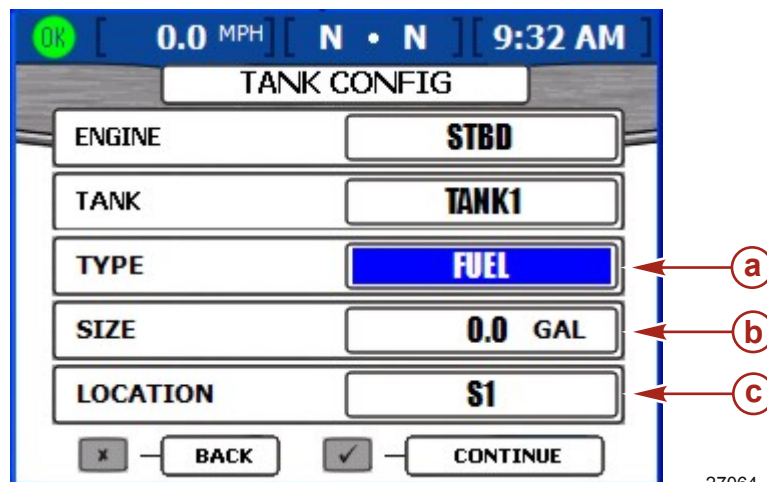 OK [ 0.0 MPH ] [ N • N ] [ 9:32 AM ]
TANK CONFIG
ENGINE STBD
TANK TANK1
TYPE FUEL a
SIZE 0.0 GAL b
LOCATION S1 c
x - BACK ✓ - CONTINUE
27064